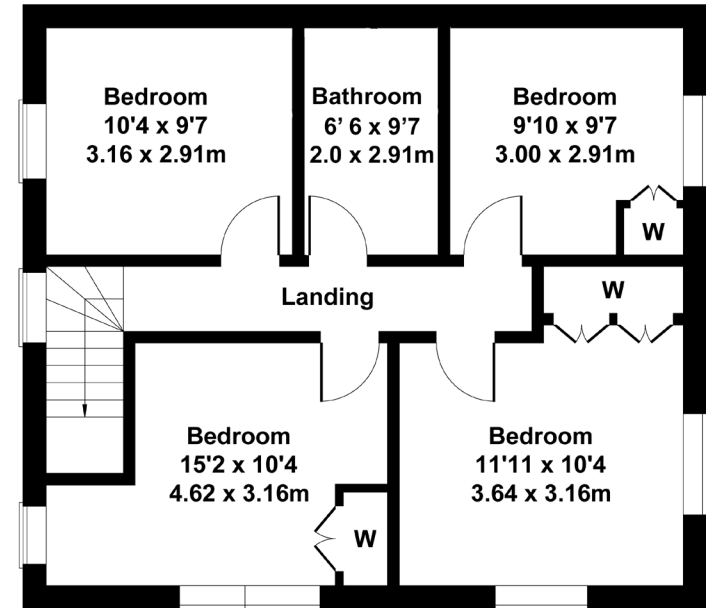 Bedroom
10'4 x 9'7
3.16 x 2.91m
Bathroom
6’ 6 x 9’7
2.0 x 2.91m
Bedroom
9'10 x 9'7
3.00 x 2.91m
W
Landing
W
Bedroom
15'2 x 10'4
4.62 x 3.16m
W
Bedroom
11'11 x 10'4
3.64 x 3.16m